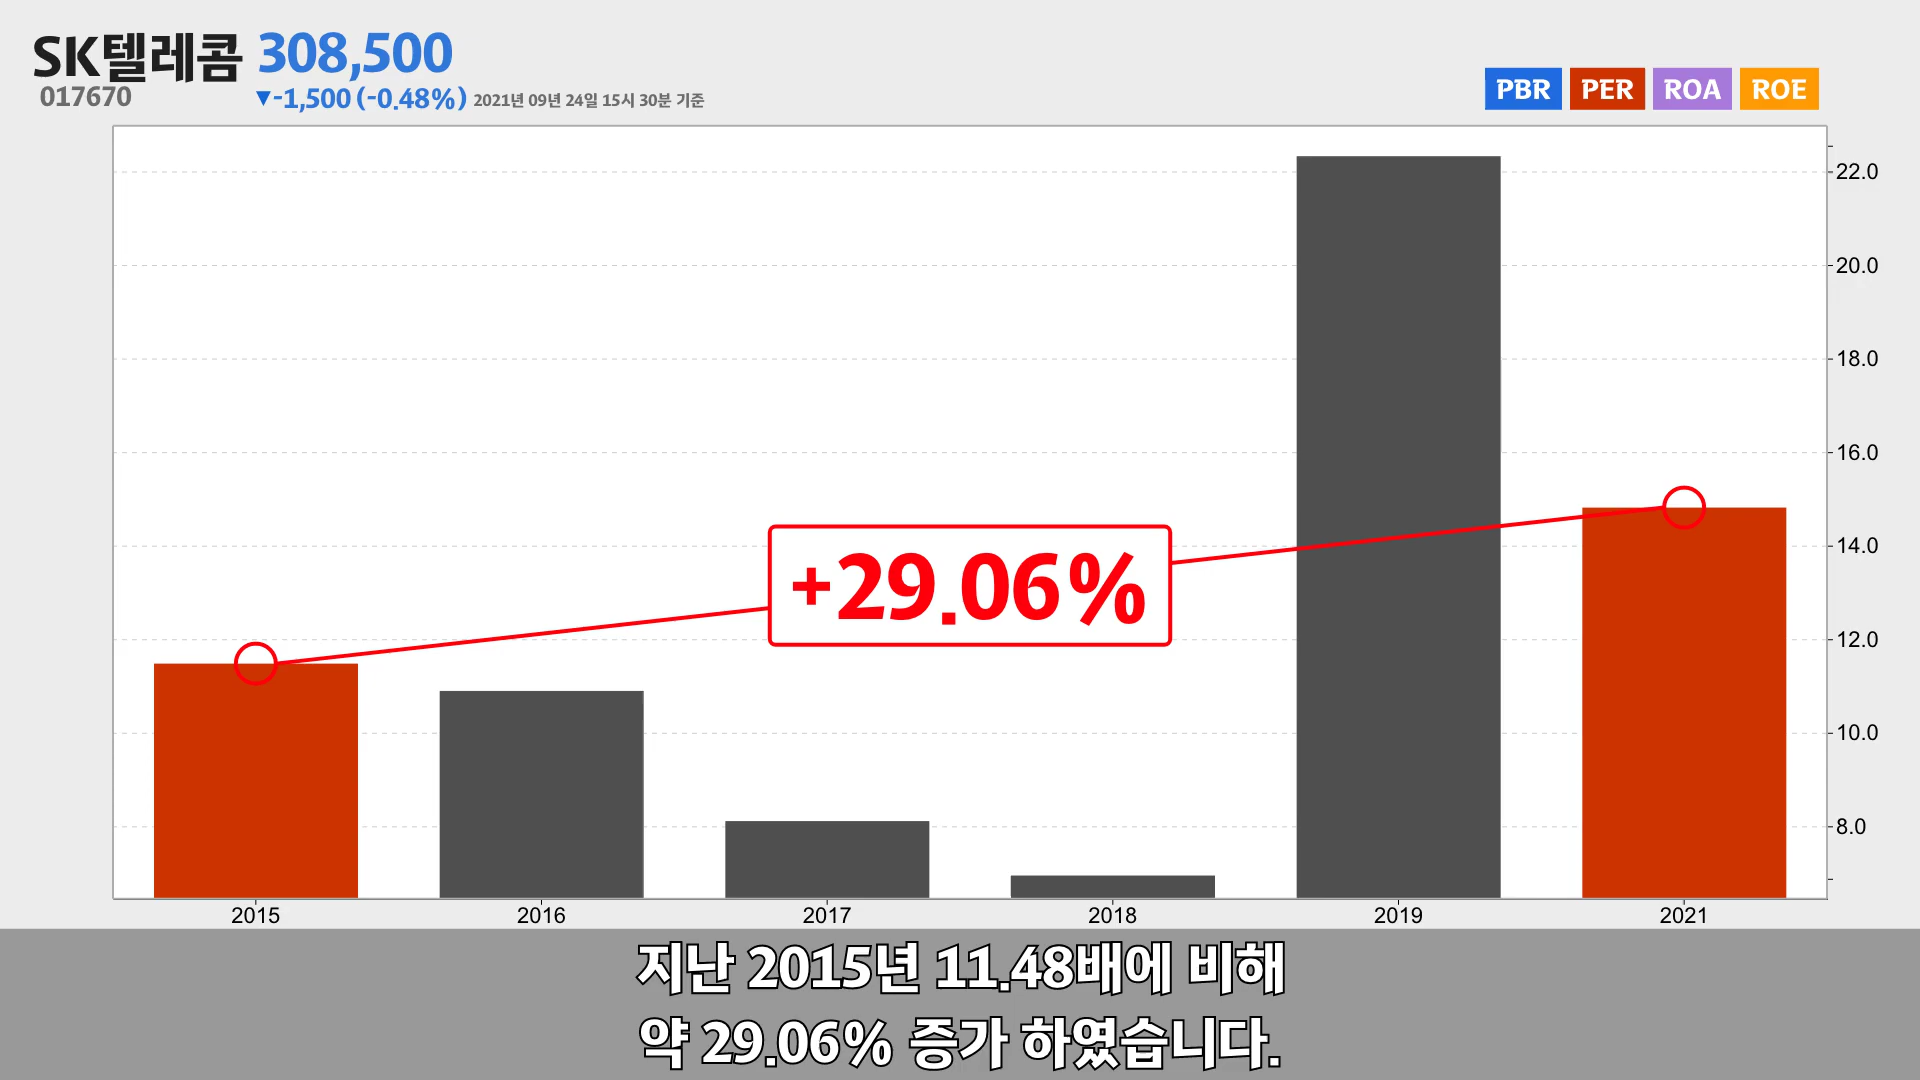 SK텔레콤 308,500
017670 ▼-1,500 (-0.48%) 2021년 09년 24일 15시 30분 기준
PBR PER ROA ROE
22.0
20.0
18.0
16.0
14.0
12.0
10.0
8.0
+29.06%
2015 2016 2017 2018 2019 2021
지난 2015년 11.48배에 비해
약 29.06% 증가 하였습니다.